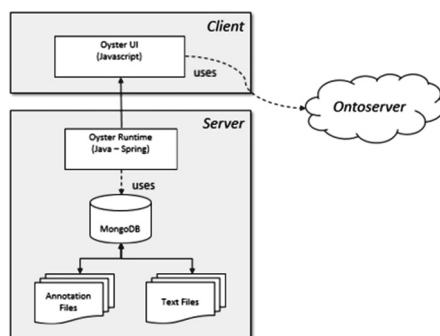 Client
Oyster UI
(Javascript)
uses
Ontoserver
Server
Oyster Runtime
(Java – Spring)
uses
MongoDB
Annotation
Files
Text Files